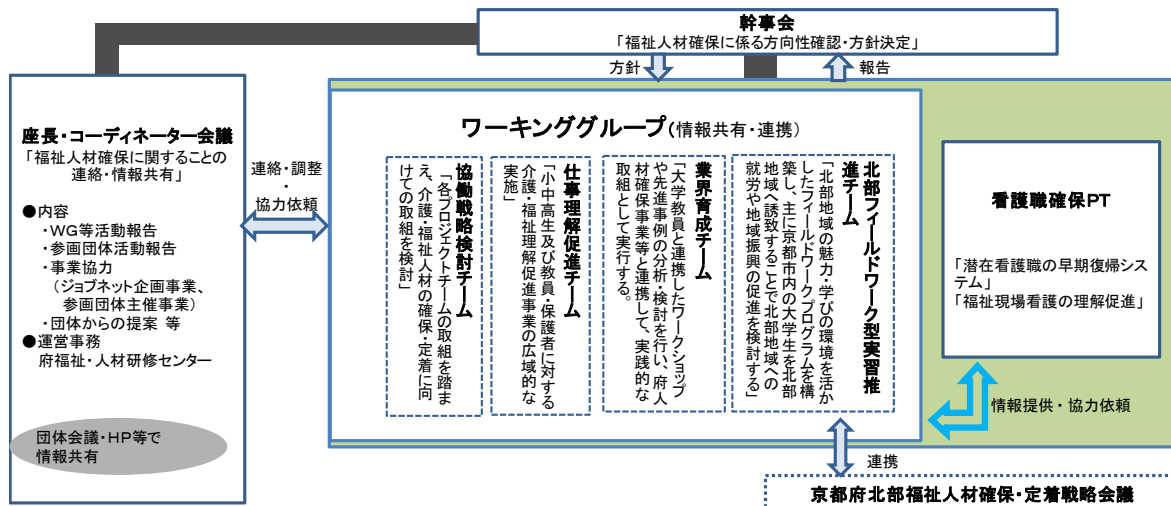 幹事会
「福祉人材確保に係る方向性確認・方針決定」
方針
報告
座長・コーディネーター会議
「福祉人材確保に関することの
連絡・情報共有」
●内容
・WG等活動報告
・参画団体活動報告
・事業協力
（ジョブネット企画事業、
参画団体主催事業）
・団体からの提案 等
●運営事務
府福祉・人材研修センター
団体会議・HP等で
情報共有
連絡・調整
・
協力依頼
ワーキンググループ（情報共有・連携）
北部フィールドワーク型実習推
進チーム
「北部地域の魅力・学びの環境を活か
したフィールドワークプログラムを構
築し、主に京都市内の大学生を北部
地域へ誘致することで北部地域への
就労や地域振興の促進を検討する」
業界育成チーム
「大学教員と連携したワークショップ
や先進事例の分析・検討を行い、府人
材確保事業等と連携して、実践的な
取組として実行する。
仕事理解促進チーム
「小中高生及び教員・保護者に対する
介護・福祉理解促進事業の広域的な
実施」
協働戦略検討チーム
「各プロジェクトチームの取組を踏ま
え、介護・福祉人材の確保・定着に向
けての取組を検討」
看護職確保PT
「潜在看護職の早期復帰シス
テム」
「福祉現場看護の理解促進」
情報提供・協力依頼
連携
京都府北部福祉人材確保・定着戦略会議